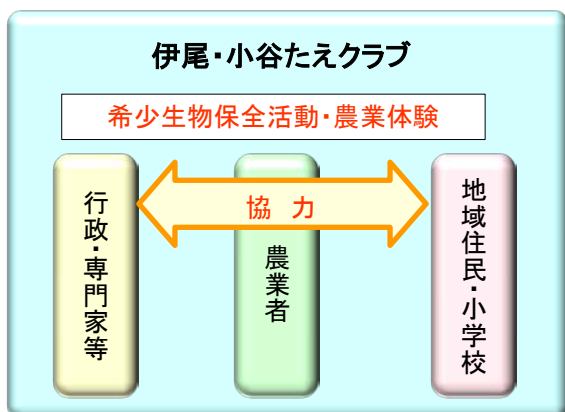 伊尾・小谷たえクラブ
希少生物保全活動・農業体験
協 力
行政・専門家等
農業者
地域住民・小学校